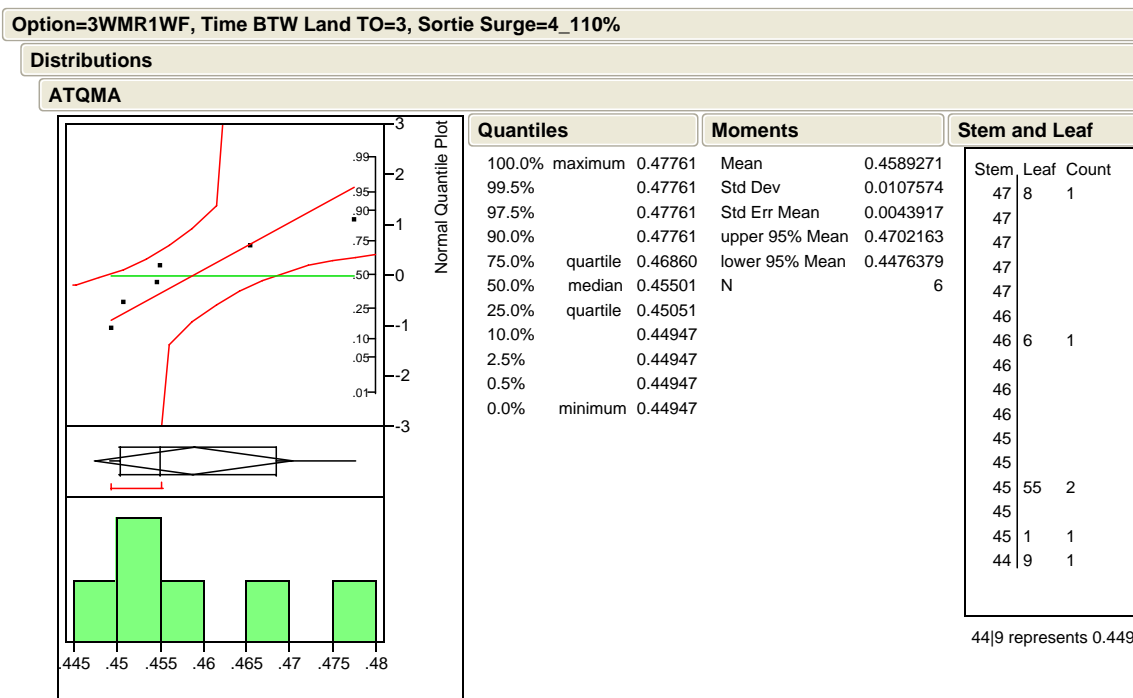 Option=3WMR1WF, Time BTW Land TO=3, Sortie Surge=4_110%
Distributions
ATQMA
3
2
1
0
-1
-2
-3
Normal Quantile Plot
.99
.95
.90
.75
.50
.25
.10
.05
.01
.445 .45 .455 .46 .465 .47 .475 .48
Quantiles
100.0% maximum 0.47761
99.5% 0.47761
97.5% 0.47761
90.0% 0.47761
75.0% quartile 0.46860
50.0% median 0.45501
25.0% quartile 0.45051
10.0% 0.44947
2.5% 0.44947
0.5% 0.44947
0.0% minimum 0.44947
Moments
Mean 0.4589271
Std Dev 0.0107574
Std Err Mean 0.0043917
upper 95% Mean 0.4702163
lower 95% Mean 0.4476379
N 6
Stem and Leaf
Stem Leaf Count
47 8 1
47
47
47
47
46
46 6 1
46
46
46
45
45
45 55 2
45
45 1 1
44 9 1
44|9 represents 0.449